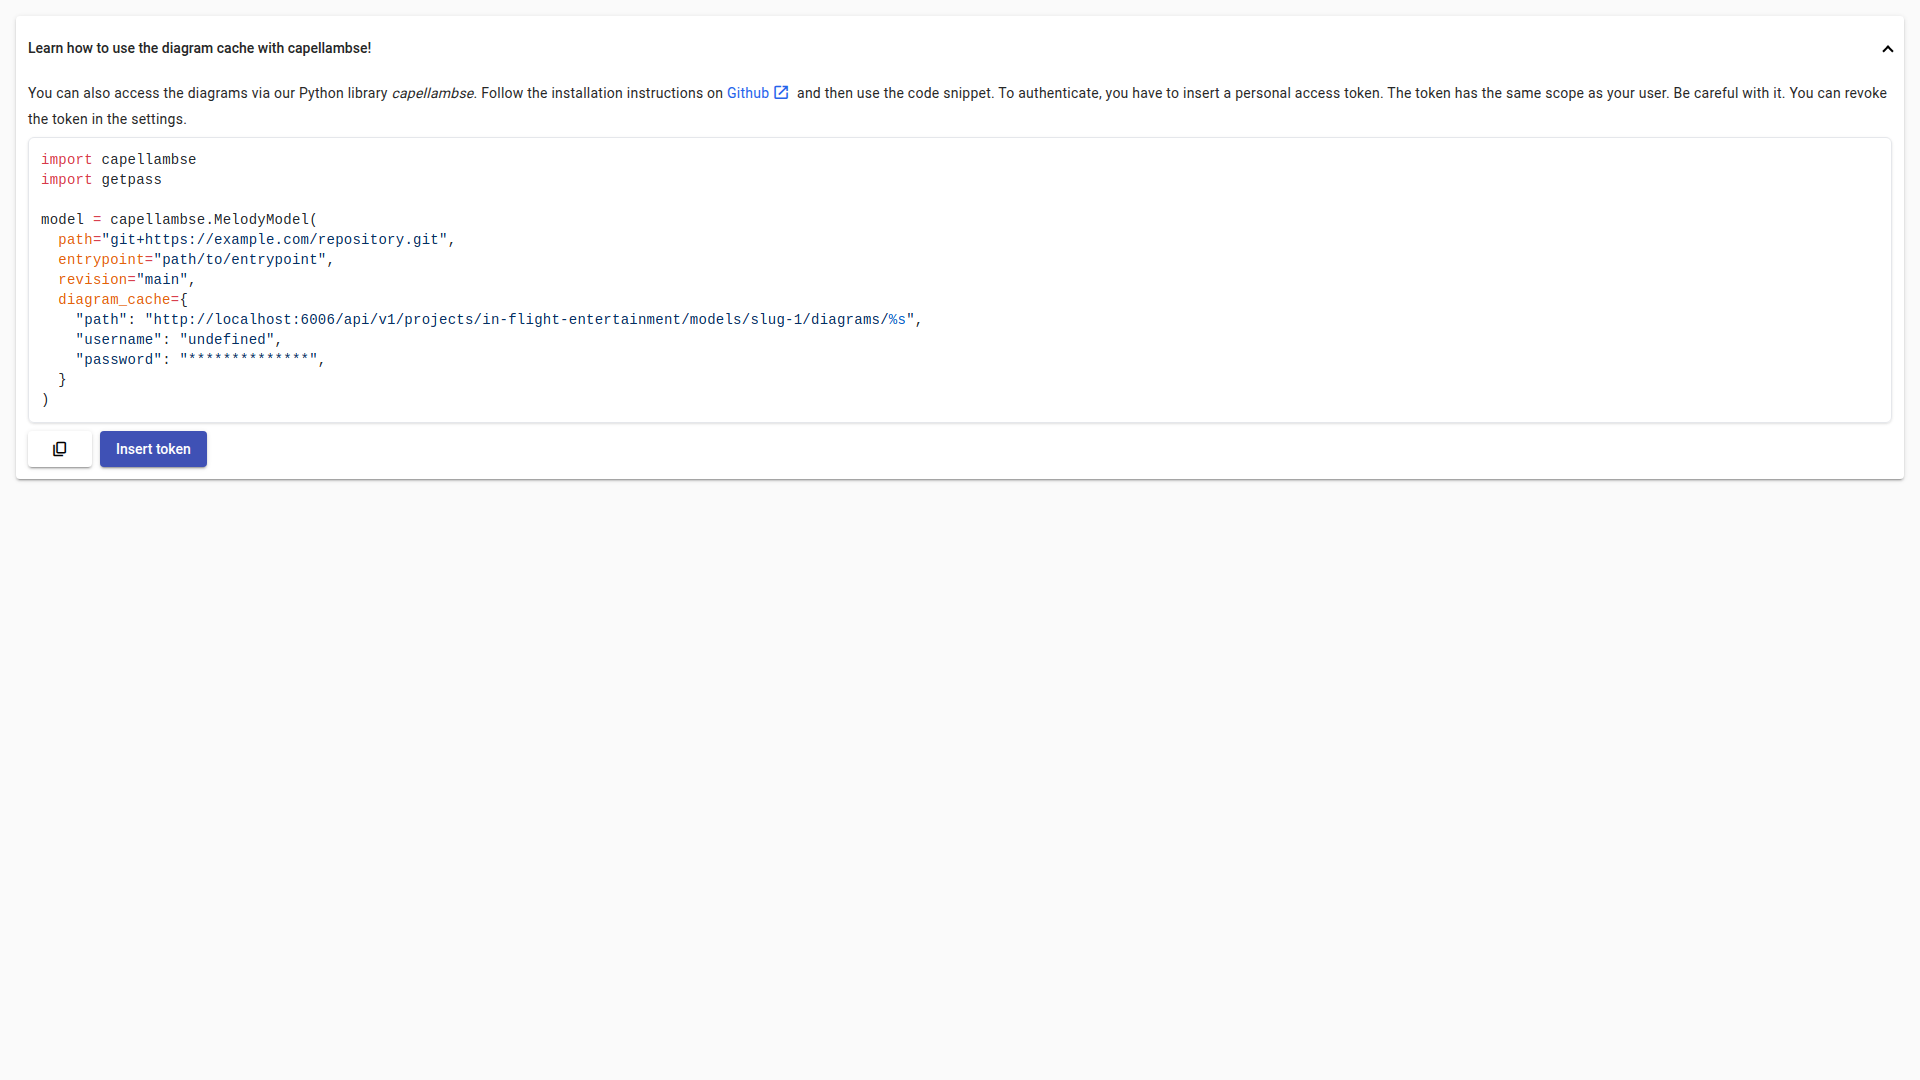 Learn how to use the diagram cache with capellambse!
You can also access the diagrams via our Python library capellambse. Follow the installation instructions on Github and then use the code snippet. To authenticate, you have to insert a personal access token. The token has the same scope as your user. Be careful with it. You can revoke
the token in the settings.
import capellambse
import getpass

model = capellambse.MelodyModel(
  path="git+https://example.com/repository.git",
  entrypoint="path/to/entrypoint",
  revision="main",
  diagram_cache={
    "path": "http://localhost:6006/api/v1/projects/in-flight-entertainment/models/slug-1/diagrams/%s",
    "username": "undefined",
    "password": "**************",
  }
)
Insert token